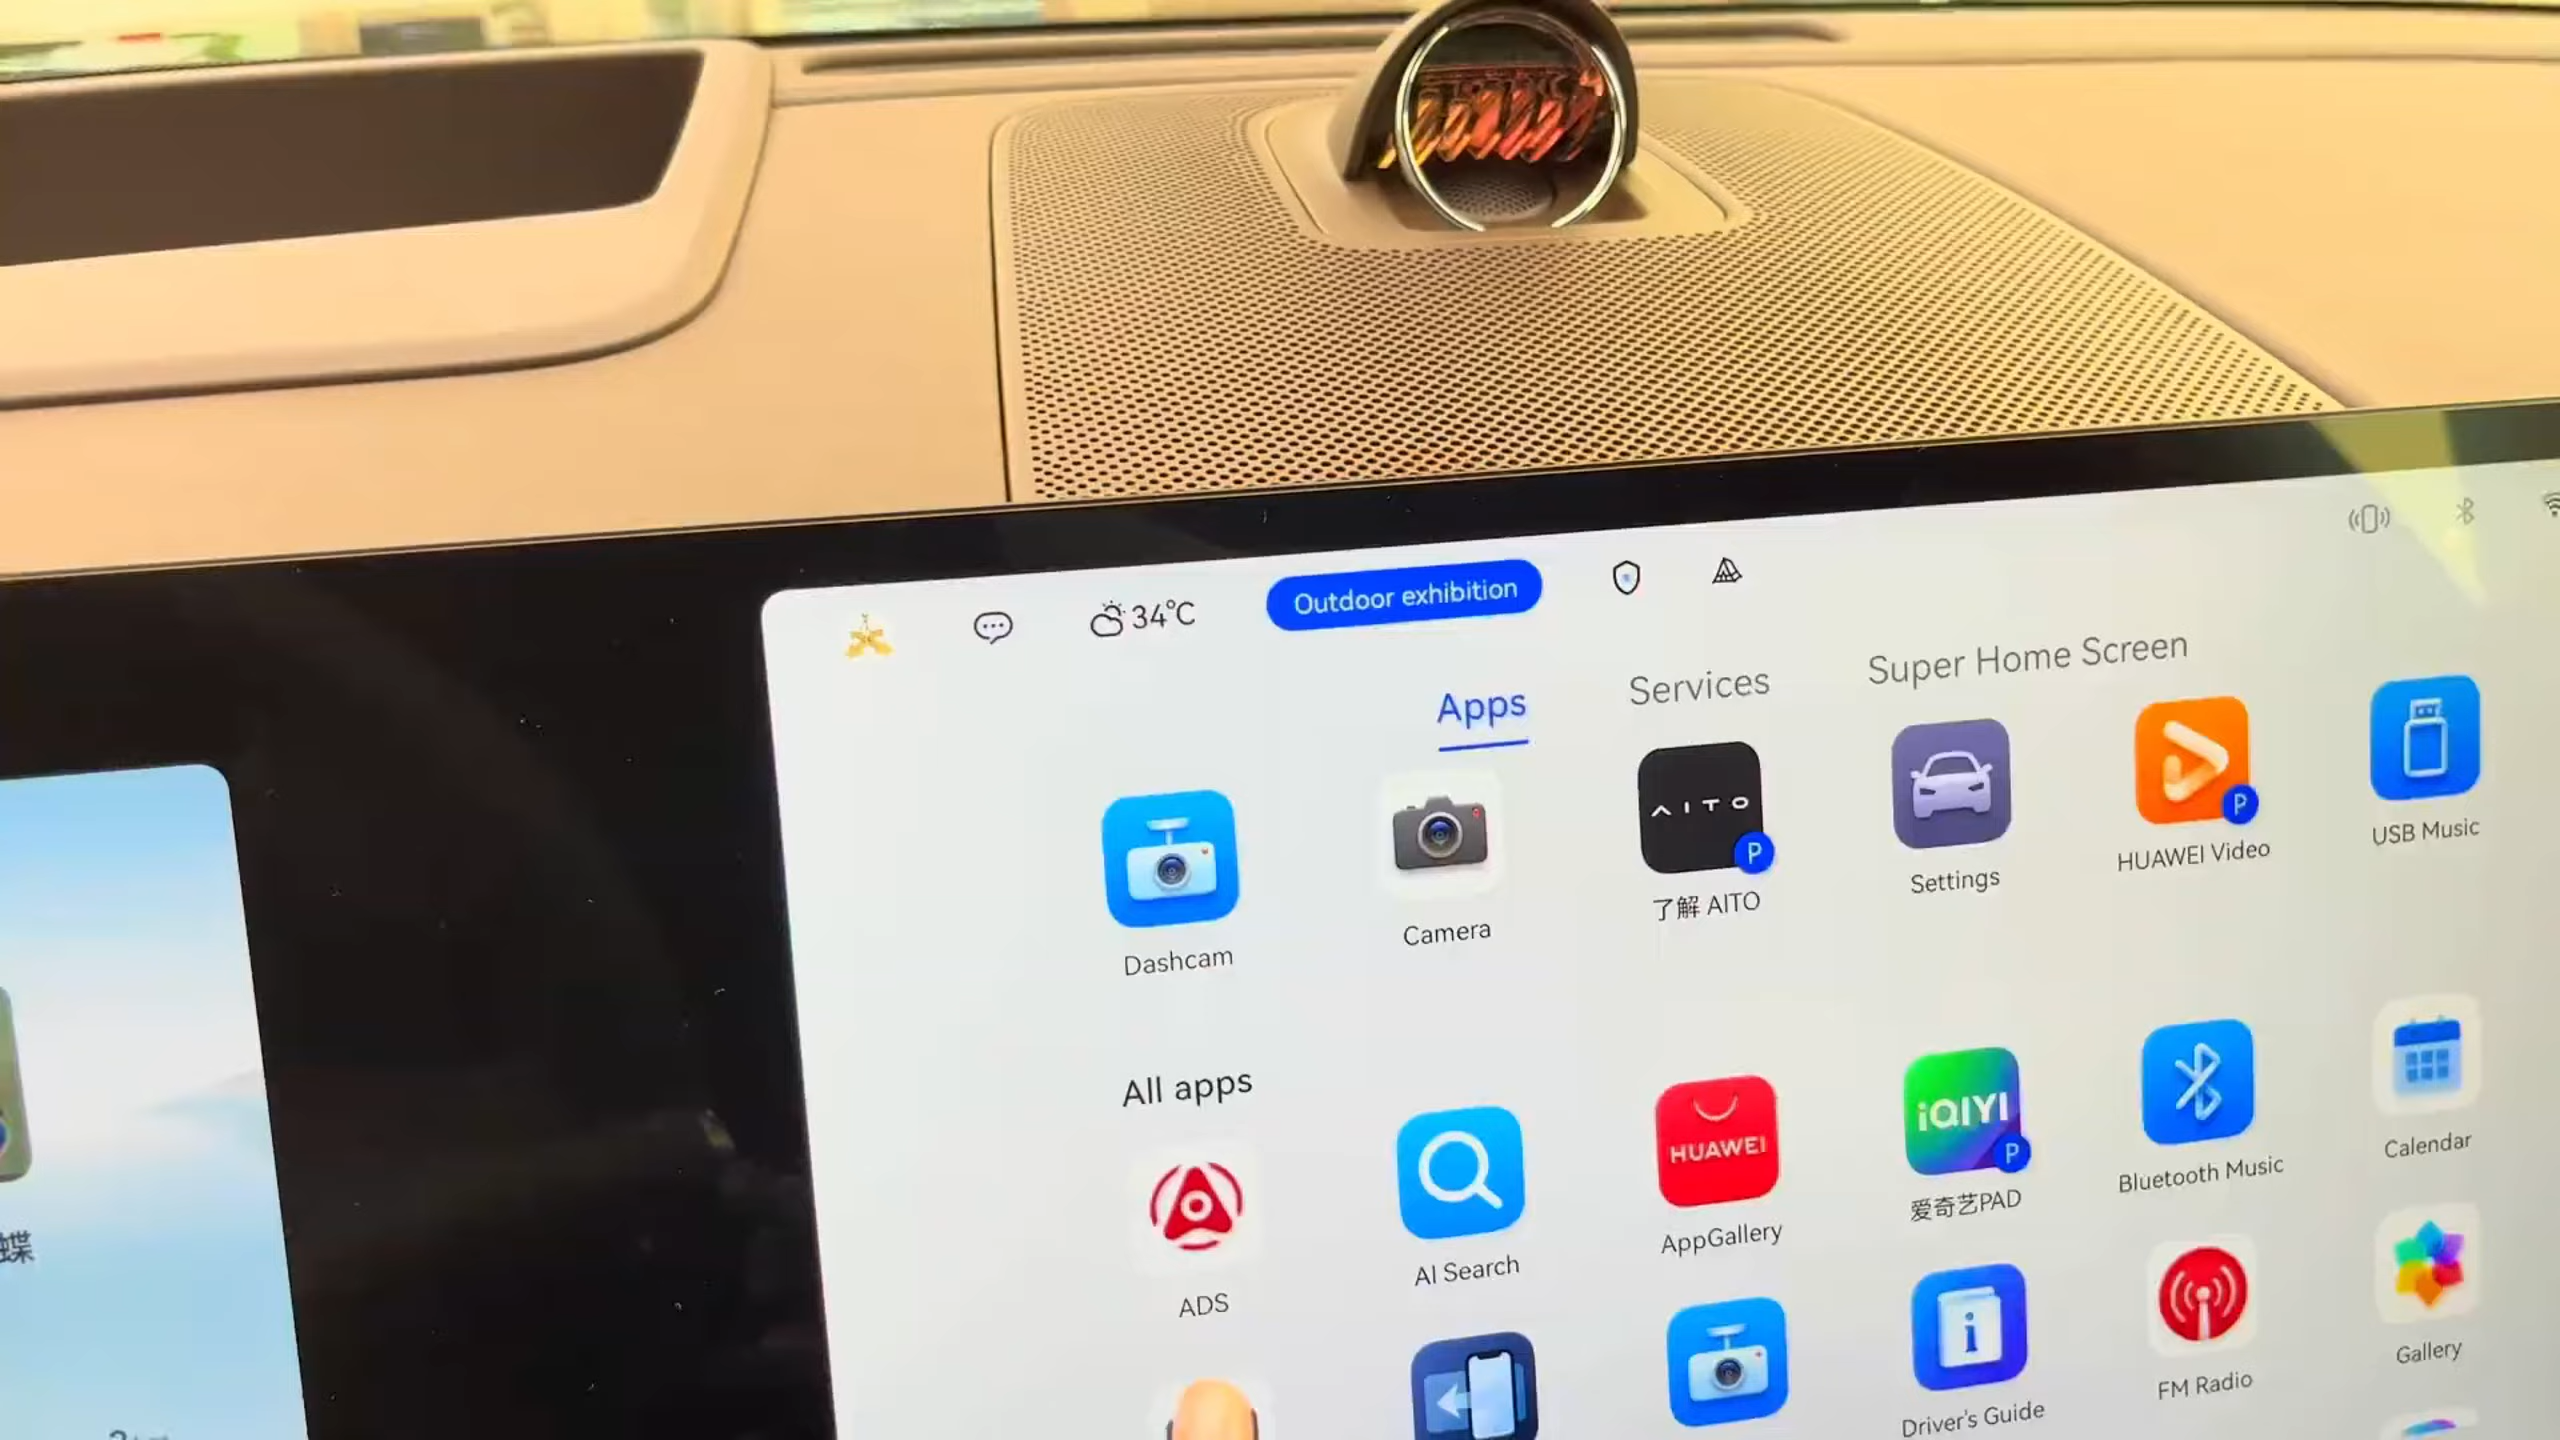 34°C
Outdoor exhibition
Apps
Services
Super Home Screen
AITO
P
P
Dashcam
Camera
了解 AITO
Settings
HUAWEI Video
USB Music
All apps
HUAWEI
iQIYI
P
ADS
AI Search
AppGallery
爱奇艺PAD
Bluetooth Music
Calendar
i
Driver's Guide
FM Radio
Gallery
蝶